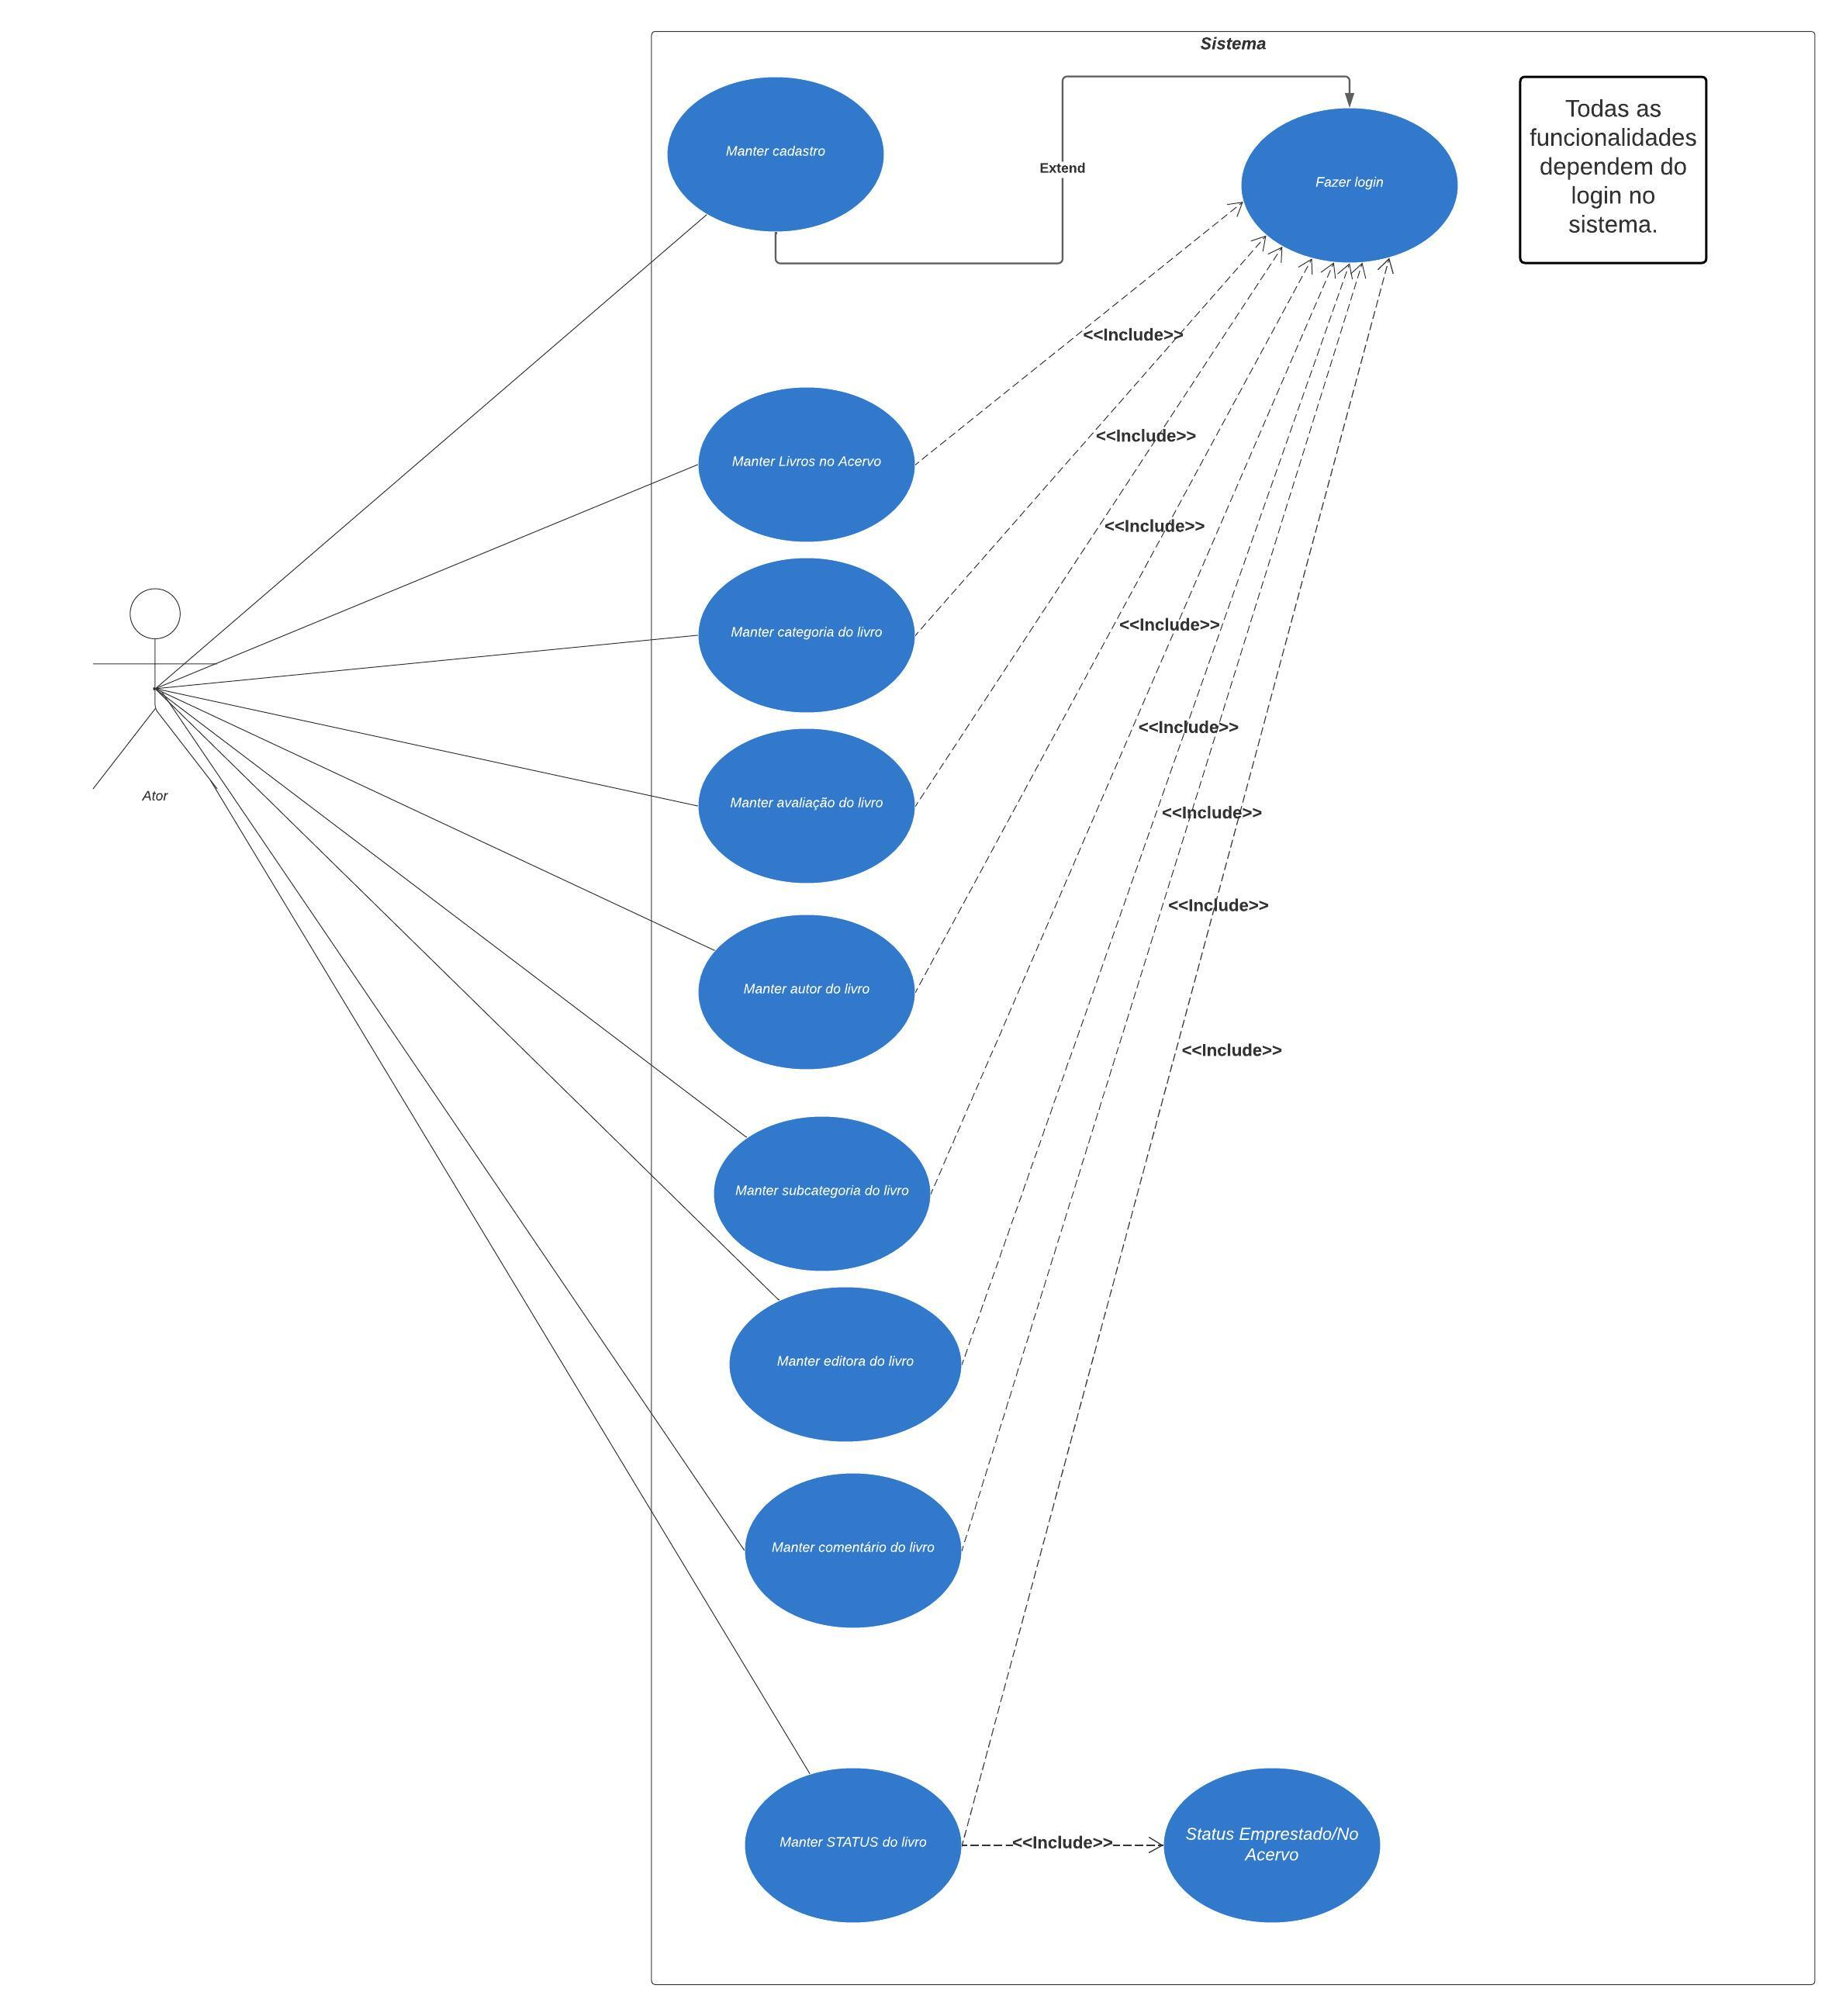 Sistema
Manter cadastro
Extend
Fazer login
Todas as
funcionalidades
dependem do
login no
sistema.
<<Include>>
<<Include>>
Manter Livros no Acervo
<<Include>>
<<Include>>
Manter categoria do livro
<<Include>>
Ator
Manter avaliação do livro
<<Include>>
<<Include>>
Manter autor do livro
<<Include>>
Manter subcategoria do livro
Manter editora do livro
Manter comentário do livro
Manter STATUS do livro
<<Include>>
Status Emprestado/No
Acervo